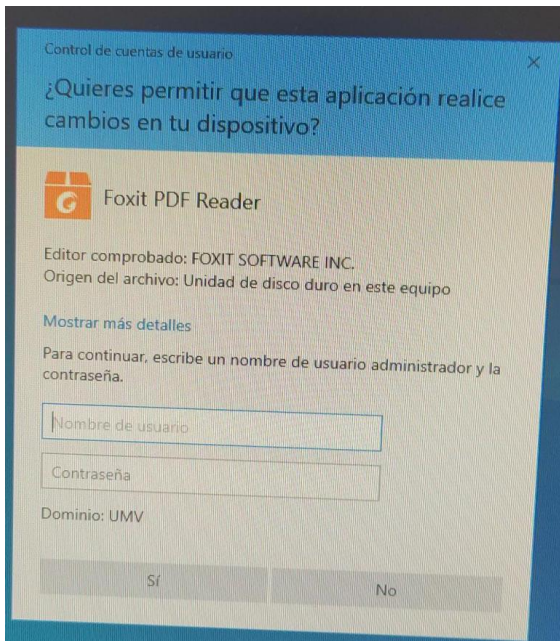 Control de cuentas de usuario
¿Quieres permitir que esta aplicación realice
cambios en tu dispositivo?
Foxit PDF Reader
Editor comprobado: FOXIT SOFTWARE INC.
Origen del archivo: Unidad de disco duro en este equipo
Mostrar más detalles
Para continuar, escribe un nombre de usuario administrador y la
contraseña.
Nombre de usuario
Contraseña
Dominio: UMV
Sí
No